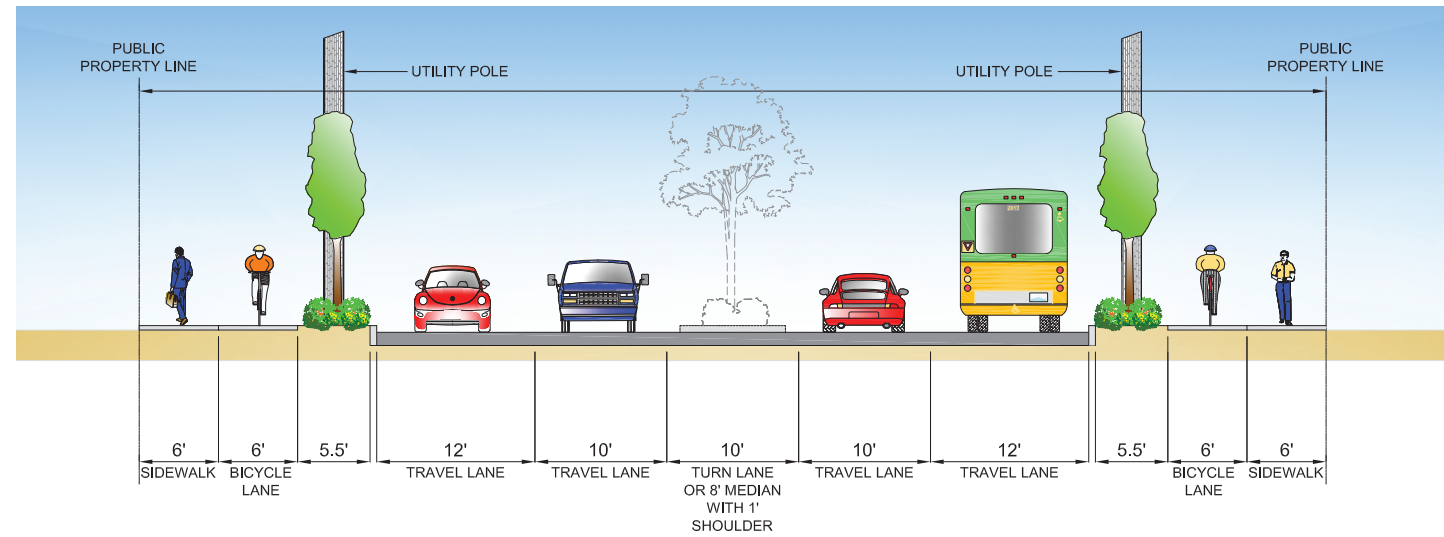 PUBLIC
PROPERTY LINE
UTILITY POLE
UTILITY POLE
PUBLIC
PROPERTY LINE
6'
6'
5.5'
12'
10'
10'
10'
12'
5.5'
6'
6'
SIDEWALK
BICYCLE
LANE
TRAVEL LANE
TRAVEL LANE
TURN LANE
OR 8' MEDIAN
WITH 1'
SHOULDER
TRAVEL LANE
TRAVEL LANE
BICYCLE
LANE
SIDEWALK